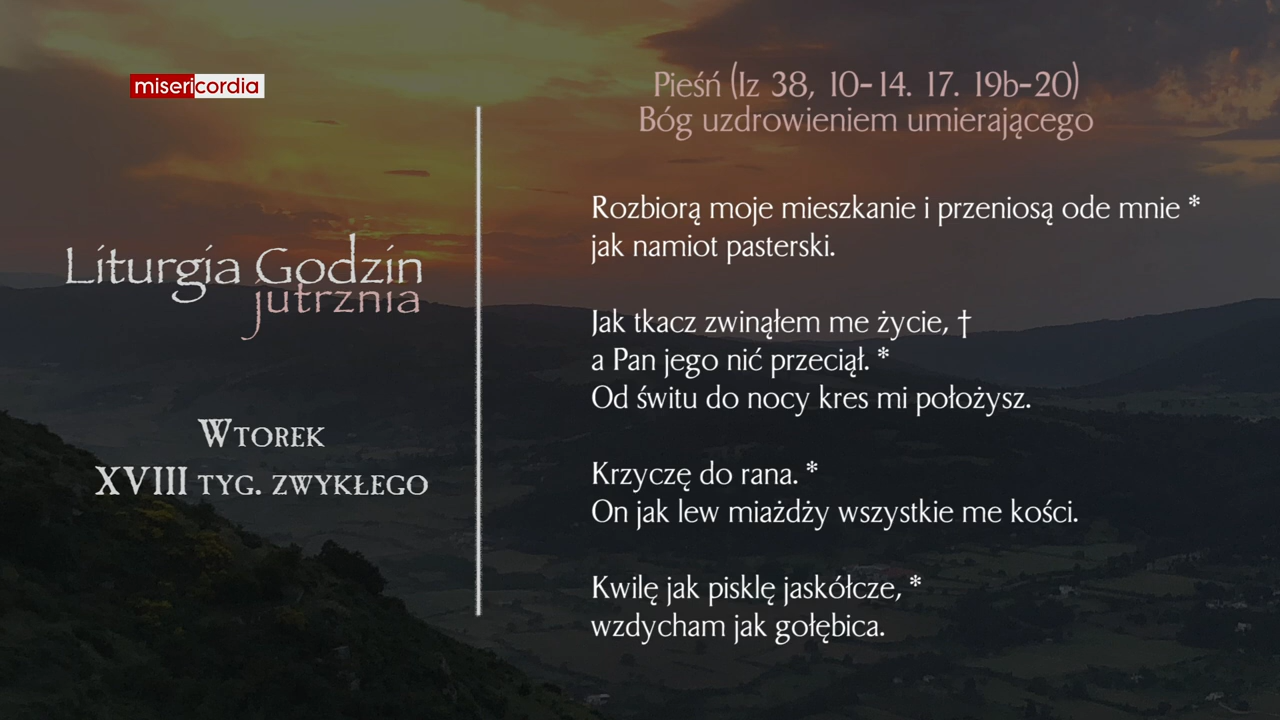 misericordia
Liturgia Godzin
jutrznia
Wtorek
XVIII tyg. zwykłego
Pieśń (Iz 38, 10-14. 17. 19b-20)
Bóg uzdrowieniem umierającego
Rozbiorą moje mieszkanie i przeniosą ode mnie *
jak namiot pasterski.
Jak tkacz zwinąłem me życie, †
a Pan jego nić przeciął. *
Od świtu do nocy kres mi położysz.
Krzyczę do rana. *
On jak lew miażdży wszystkie me kości.
Kwilę jak pisklę jaskółcze, *
wzdycham jak gołębica.